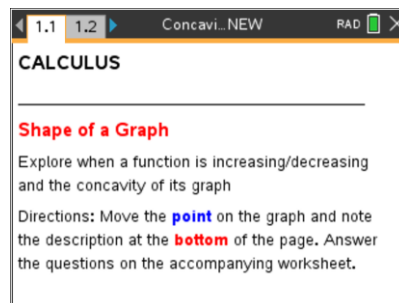 1.1 1.2 Concavi...NEW RAD
CALCULUS
Shape of a Graph
Explore when a function is increasing/decreasing
and the concavity of its graph
Directions: Move the point on the graph and note
the description at the bottom of the page. Answer
the questions on the accompanying worksheet.